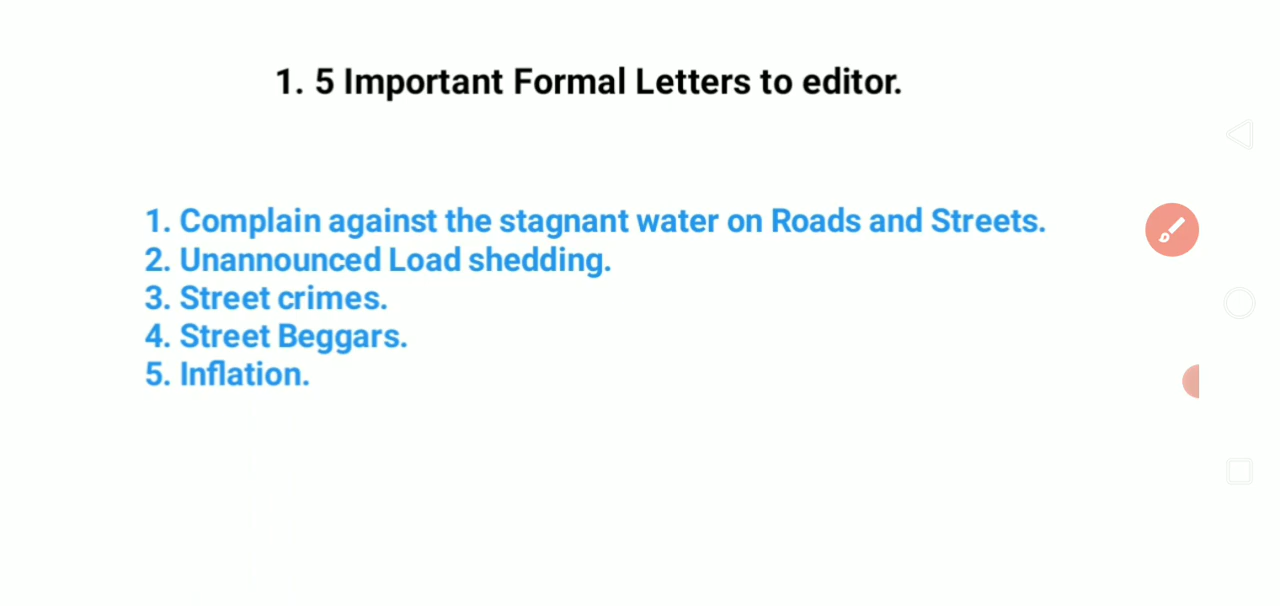 1. 5 Important Formal Letters to editor.
1. Complain against the stagnant water on Roads and Streets.
2. Unannounced Load shedding.
3. Street crimes.
4. Street Beggars.
5. Inflation.